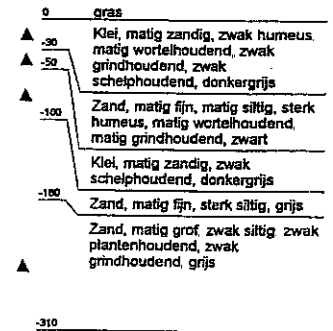 0 gras
Klei, matig zandig, zwak humeus,
-30 matig wortelhoudend, zwak
grindhoudend, zwak
-50 schelphoudend, donkergrijs
Zand, matig fijn, matig siltig, sterk
-100 humeus, matig wortelhoudend,
matig grindhoudend, zwart
Klei, matig zandig, zwak
schelphoudend, donkergrijs
-180 Zand, matig fijn, sterk siltig, grijs
Zand, matig grof, zwak siltig, zwak
plantenhoudend, zwak
grindhoudend, grijs
-310